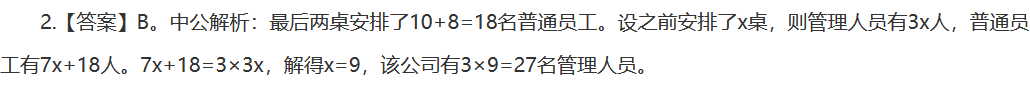 2.【答案】B。中公解析：最后两桌安排了10+8=18名普通员工。设之前安排了x桌，则管理人员有3x人，普通员
工有7x+18人。7x+18=3×3x，解得x=9，该公司有3×9=27名管理人员。